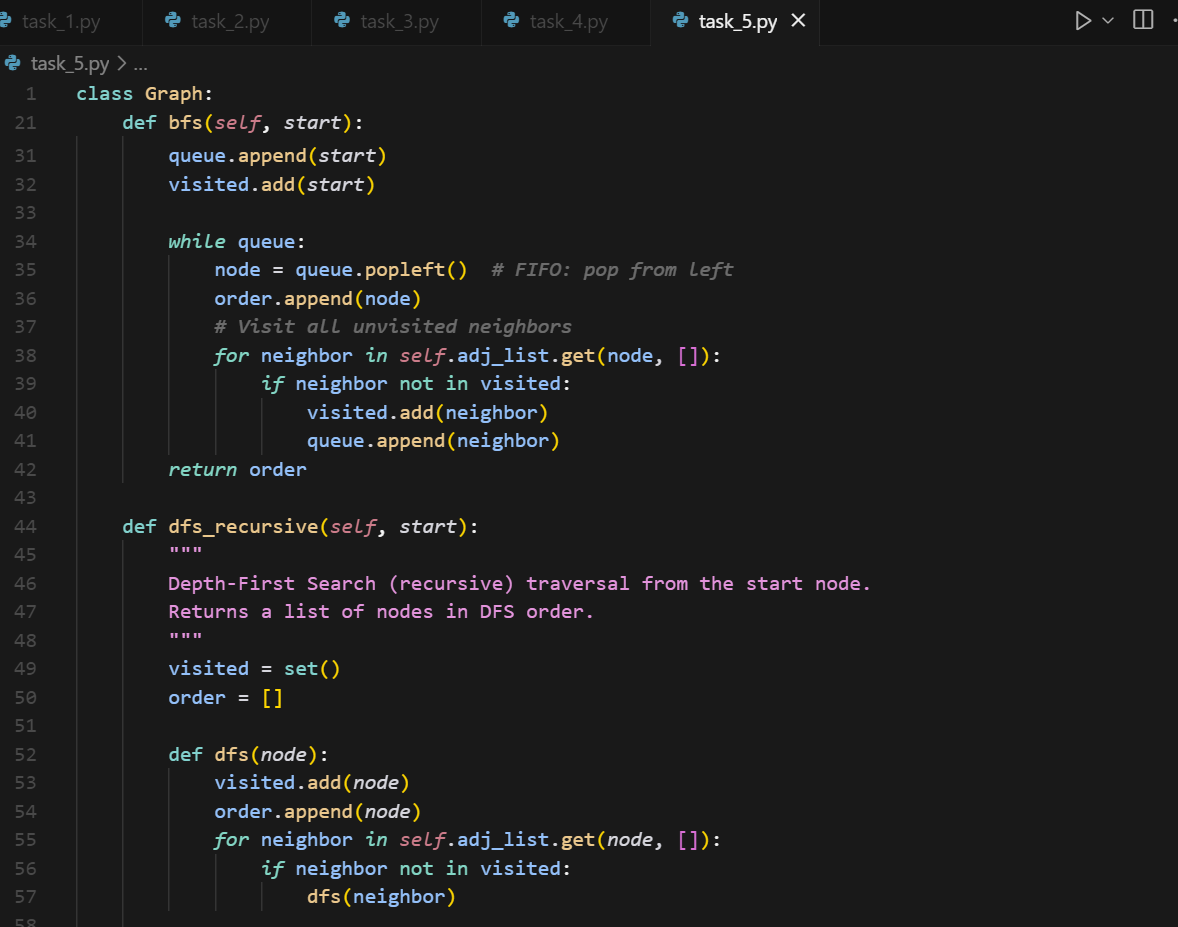 task_1.py task_2.py task_3.py task_4.py task_5.py
task_5.py > ...
1 class Graph:
21     def bfs(self, start):
31         queue.append(start)
32         visited.add(start)
33
34         while queue:
35             node = queue.popleft()  # FIFO: pop from left
36             order.append(node)
37             # Visit all unvisited neighbors
38             for neighbor in self.adj_list.get(node, []):
39                 if neighbor not in visited:
40                     visited.add(neighbor)
41                     queue.append(neighbor)
42         return order
43
44     def dfs_recursive(self, start):
45         """
46         Depth-First Search (recursive) traversal from the start node.
47         Returns a list of nodes in DFS order.
48         """
49         visited = set()
50         order = []
51
52         def dfs(node):
53             visited.add(node)
54             order.append(node)
55             for neighbor in self.adj_list.get(node, []):
56                 if neighbor not in visited:
57                     dfs(neighbor)
58